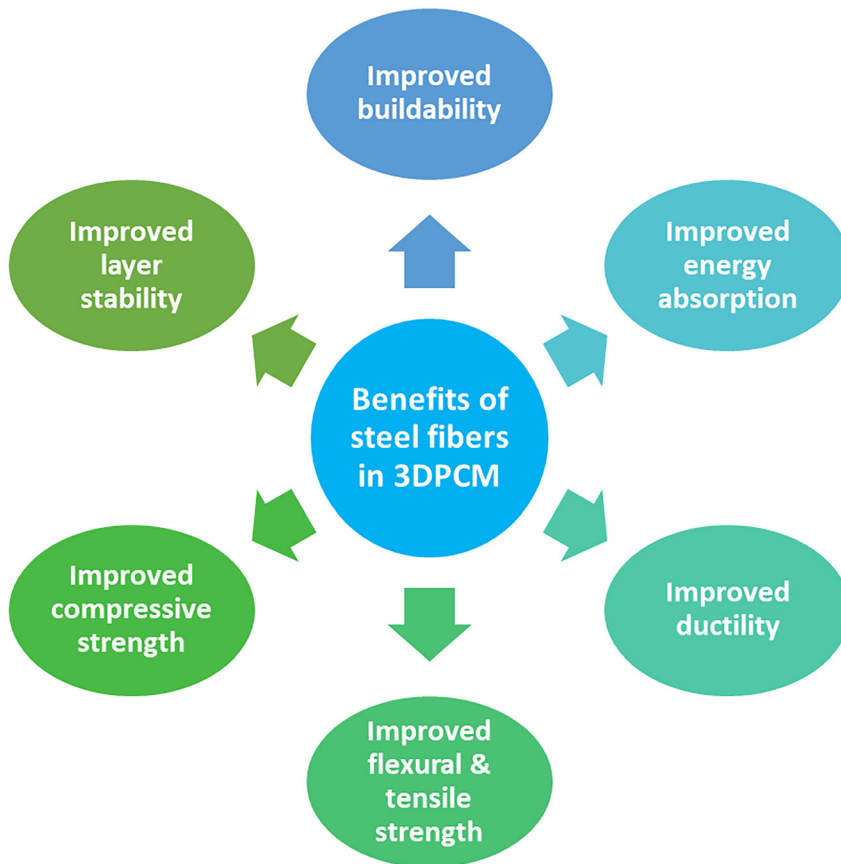 Improved
buildability
Improved
layer
stability
Improved
energy
absorption
Benefits of
steel fibers
in 3DPCM
Improved
compressive
strength
Improved
ductility
Improved
flexural &
tensile
strength